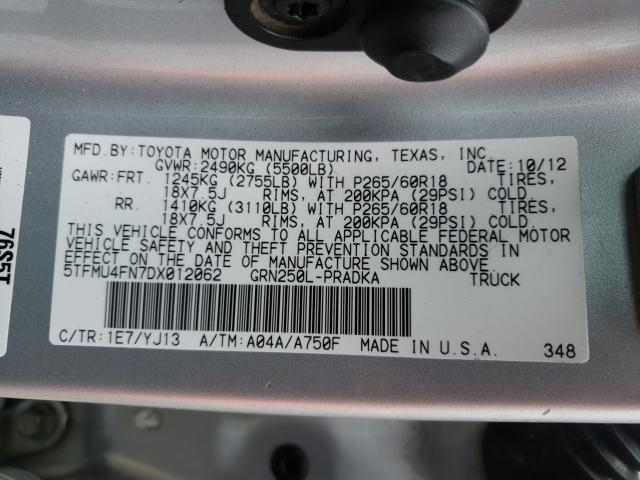 MFD.BY:TOYOTA MOTOR MANUFACTURING, TEXAS, INC.
GVWR:2490KG (5500LB) DATE:10/12
GAWR:FRT. 1245KG (2755LB) WITH P265/60R18 TIRES,
18X7.5J RIMS, AT 200KPA (29PSI) COLD
RR. 1410KG (3110LB) WITH P265/60R18 TIRES,
18X7.5J RIMS, AT 200KPA (29PSI) COLD
THIS VEHICLE CONFORMS TO ALL APPLICABLE FEDERAL MOTOR
VEHICLE SAFETY AND THEFT PREVENTION STANDARDS IN
EFFECT ON THE DATE OF MANUFACTURE SHOWN ABOVE.
5TFMU4FN7DX012062 GRN250L-PRADKA TRUCK
C/TR:1E7/YJ13 A/TM:A04A/A750F MADE IN U.S.A. 348
76S5T